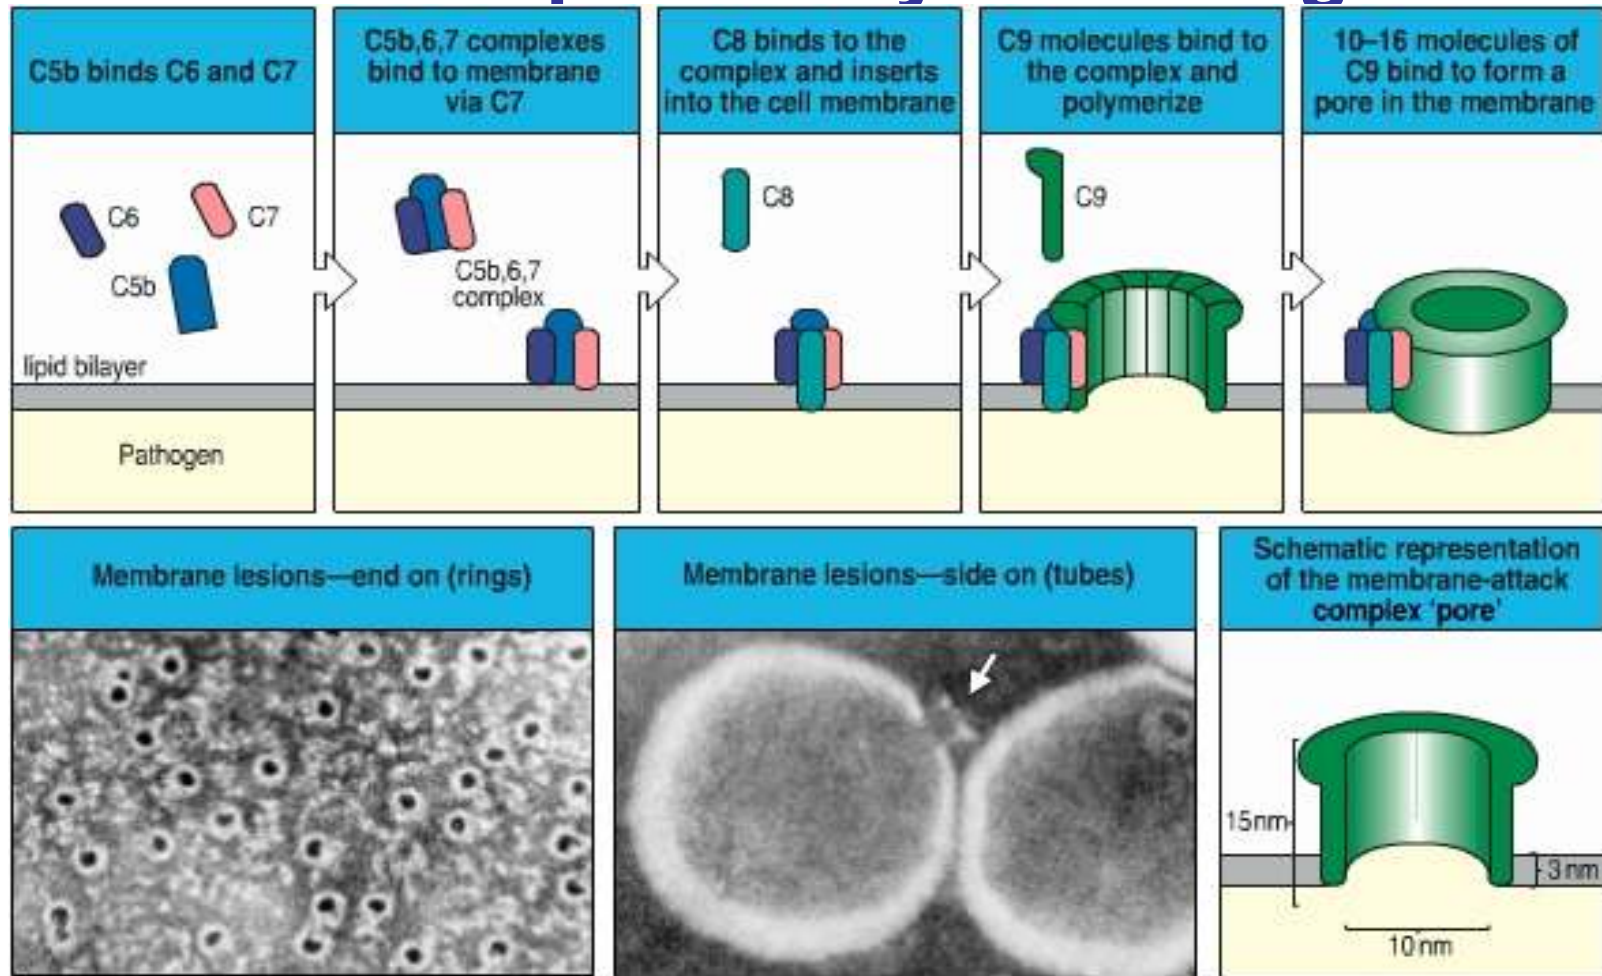 C5b binds C6 and C7
C5b,6,7 complexes
bind to membrane
via C7
C8 binds to the
complex and inserts
into the cell membrane
C9 molecules bind to
the complex and
polymerize
10–16 molecules of
C9 bind to form a
pore in the membrane
C6
C7
C5b
lipid bilayer
Pathogen
C5b,6,7
complex
C8
C9
Membrane lesions—end on (rings)
Membrane lesions—side on (tubes)
Schematic representation
of the membrane-attack
complex ‘pore’
15nm
3 nm
10 nm